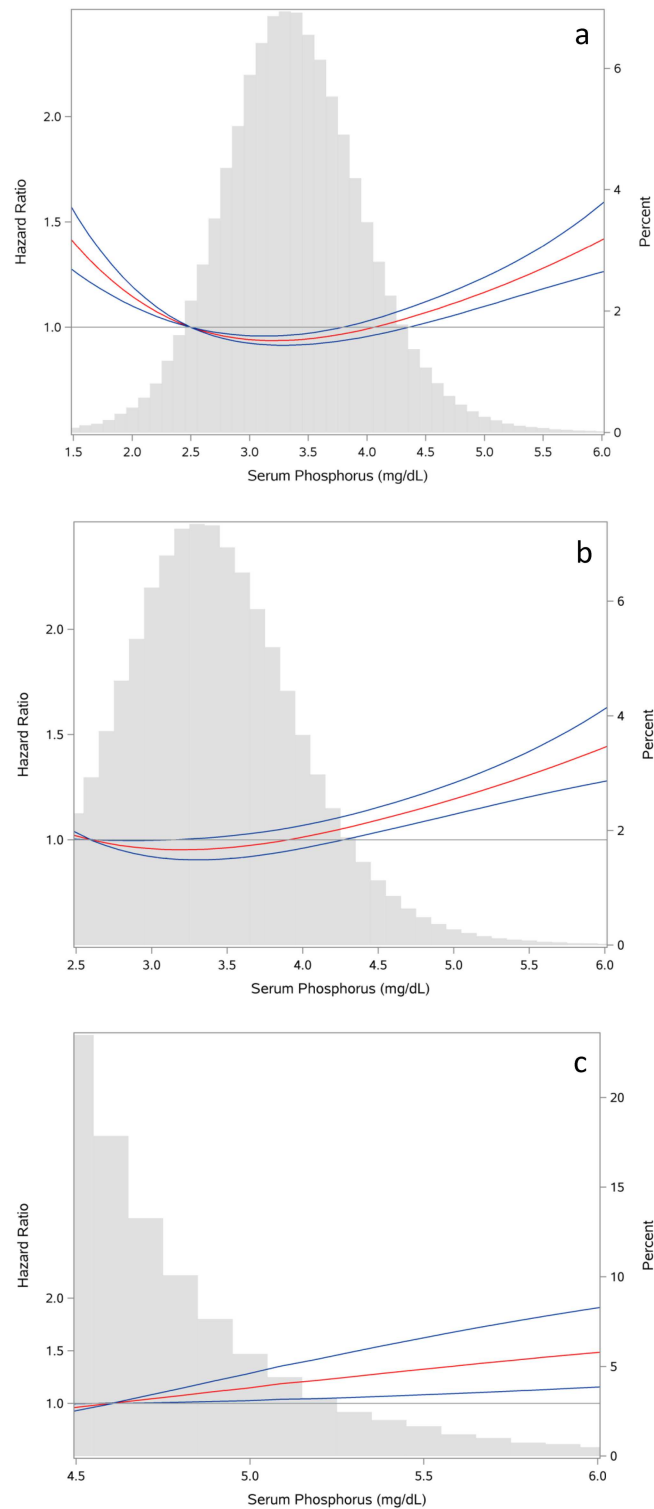 a
Hazard Ratio
2.0
1.5
1.0
6
4
2
0
Percent
1.5 2.0 2.5 3.0 3.5 4.0 4.5 5.0 5.5 6.0
Serum Phosphorus (mg/dL)
b
Hazard Ratio
2.0
1.5
1.0
6
4
2
0
Percent
2.5 3.0 3.5 4.0 4.5 5.0 5.5 6.0
Serum Phosphorus (mg/dL)
c
Hazard Ratio
2.0
1.5
1.0
20
15
10
5
0
Percent
4.5 5.0 5.5 6.0
Serum Phosphorus (mg/dL)